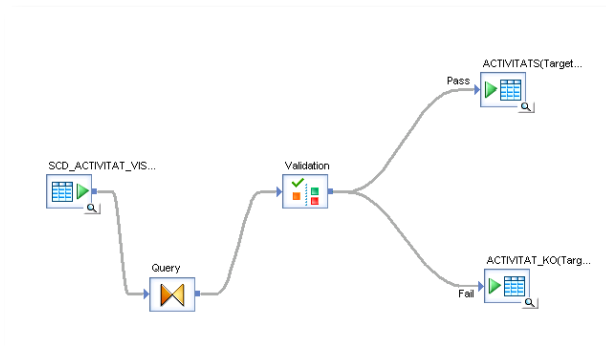 ACTIVITATS(Target...
Pass
SCD_ACTIVITAT_VIS...
Validation
Query
ACTIVITAT_KO(Targ...
Fail